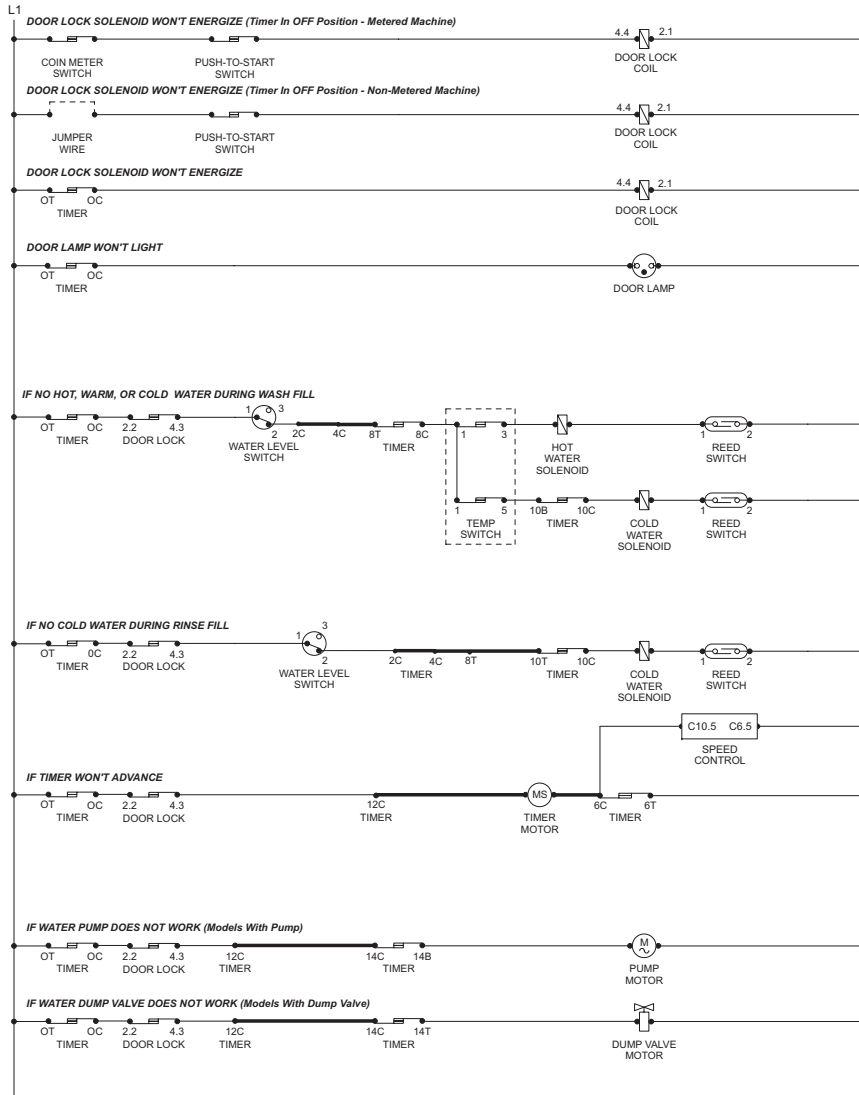 L1
DOOR LOCK SOLENOID WON'T ENERGIZE (Timer In OFF Position - Metered Machine)
4.4 2.1
COIN METER
SWITCH
PUSH-TO-START
SWITCH
DOOR LOCK
COIL
DOOR LOCK SOLENOID WON'T ENERGIZE (Timer In OFF Position - Non-Metered Machine)
4.4 2.1
JUMPER
WIRE
PUSH-TO-START
SWITCH
DOOR LOCK
COIL
DOOR LOCK SOLENOID WON'T ENERGIZE
4.4 2.1
OT OC
TIMER
DOOR LOCK
COIL
DOOR LAMP WON'T LIGHT
OT OC
TIMER
DOOR LAMP
IF NO HOT, WARM, OR COLD WATER DURING WASH FILL
1 3
2
OT OC 2.2 4.3
TIMER DOOR LOCK
WATER LEVEL
SWITCH
2C 4C 8T 8C
TIMER
1 3
HOT
WATER
SOLENOID
1 2
REED
SWITCH
1 5
TEMP
SWITCH
10B 10C
TIMER
COLD
WATER
SOLENOID
1 2
REED
SWITCH
IF NO COLD WATER DURING RINSE FILL
1 3
2
OT 0C 2.2 4.3
TIMER DOOR LOCK
WATER LEVEL
SWITCH
2C 4C 8T
TIMER
10T 10C
TIMER
COLD
WATER
SOLENOID
1 2
REED
SWITCH
C10.5 C6.5
SPEED
CONTROL
IF TIMER WON'T ADVANCE
OT OC 2.2 4.3
TIMER DOOR LOCK
12C
TIMER
MS
TIMER
MOTOR
6C 6T
TIMER
IF WATER PUMP DOES NOT WORK (Models With Pump)
OT OC 2.2 4.3
TIMER DOOR LOCK
12C
TIMER
14C 14B
TIMER
M
PUMP
MOTOR
IF WATER DUMP VALVE DOES NOT WORK (Models With Dump Valve)
OT OC 2.2 4.3
TIMER DOOR LOCK
12C
TIMER
14C 14T
TIMER
DUMP VALVE
MOTOR